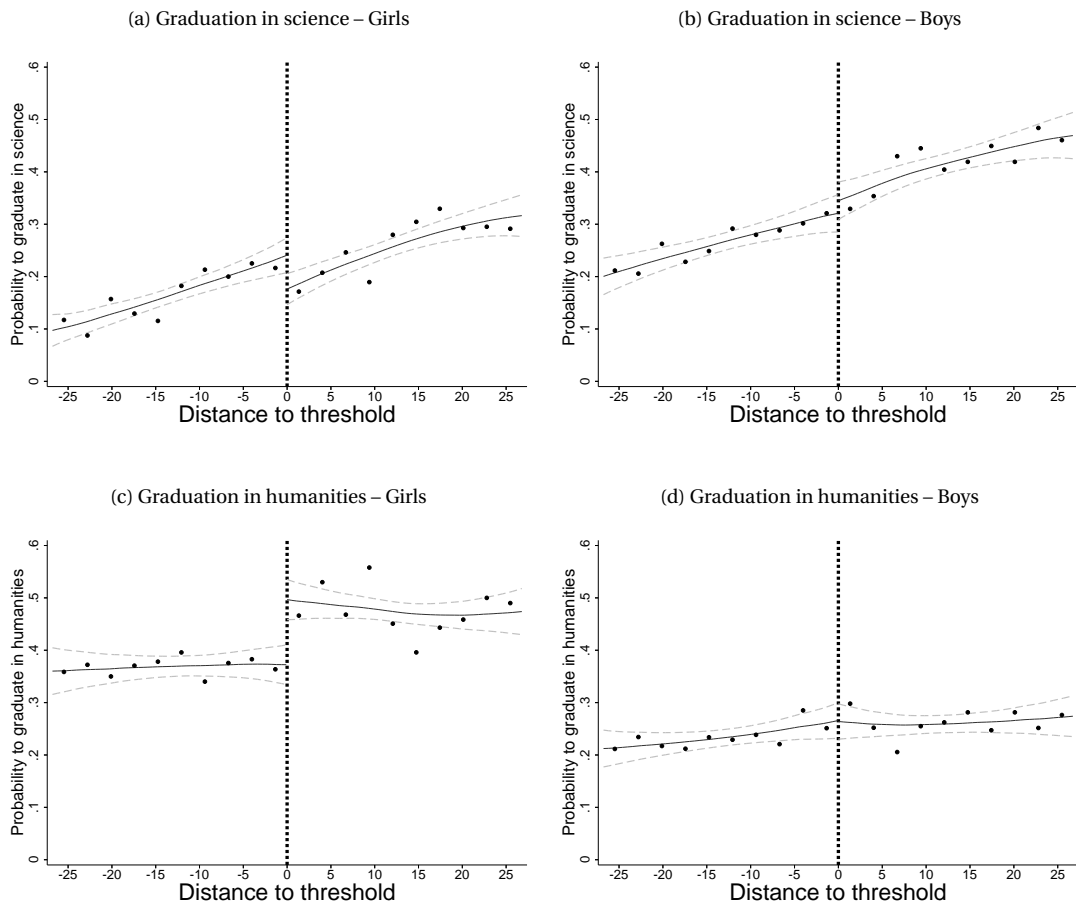 (a) Graduation in science – Girls
Probability to graduate in science
.6
.5
.4
.3
.2
.1
0
-25 -20 -15 -10 -5 0 5 10 15 20 25
Distance to threshold
(b) Graduation in science – Boys
Probability to graduate in science
.6
.5
.4
.3
.2
.1
0
-25 -20 -15 -10 -5 0 5 10 15 20 25
Distance to threshold
(c) Graduation in humanities – Girls
Probability to graduate in humanities
.6
.5
.4
.3
.2
.1
0
-25 -20 -15 -10 -5 0 5 10 15 20 25
Distance to threshold
(d) Graduation in humanities – Boys
Probability to graduate in humanities
.6
.5
.4
.3
.2
.1
0
-25 -20 -15 -10 -5 0 5 10 15 20 25
Distance to threshold